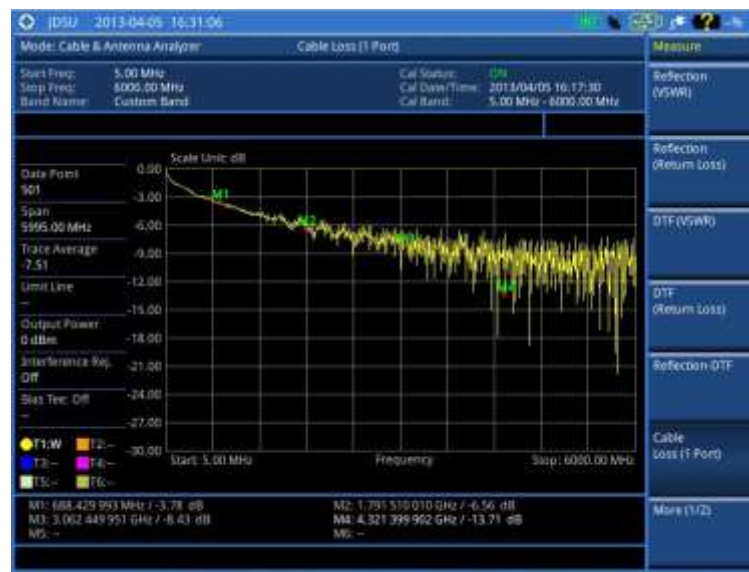 JDSU 2013-04-05 16:31:06
Mode: Cable & Antenna Analyzer Cable Loss (1 Port)
Measure
Start Freq: 5.00 MHz
Stop Freq: 6000.00 MHz
Band Name: Custom Band
Cal Status: ON
Cal Date/Time: 2013/04/05 16:17:30
Cal Band: 5.00 MHz - 6000.00 MHz
Reflection
(VSWR)
Reflection
(Return Loss)
DTF (VSWR)
DTF
(Return Loss)
Reflection-DTF
Cable
Loss (1 Port)
More (1/2)
Scale Unit: dB
Data Point
501
Span
5995.00 MHz
Trace Average
-7.51
Limit Line
--
Output Power
0 dBm
Interference Rej.
Off
Bias Tee: Off
--
T1:W T2:--
T3:-- T4:--
T5:-- T6:--
0.00
-3.00
-6.00
-9.00
-12.00
-15.00
-18.00
-21.00
-24.00
-27.00
-30.00
M1
M2
M4
Start: 5.00 MHz Frequency Stop: 6000.00 MHz
M1: 688.429 993 MHz / -3.78 dB M2: 1.791 510 010 GHz / -6.56 dB
M3: 3.062 449 951 GHz / -8.43 dB M4: 4.321 399 902 GHz / -13.71 dB
M5: -- M6: --